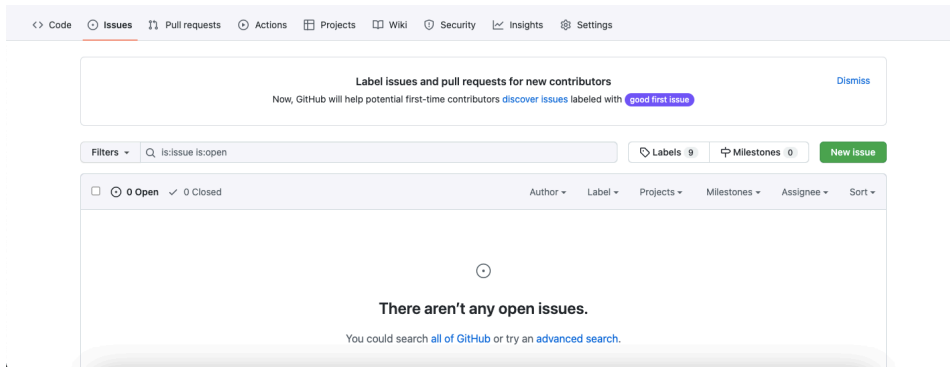 Code Issues Pull requests Actions Projects Wiki Security Insights Settings
Label issues and pull requests for new contributors
Dismiss
Now, GitHub will help potential first-time contributors discover issues labeled with good first issue
Filters is:issue is:open Labels 9 Milestones 0 New issue
0 Open 0 Closed Author Label Projects Milestones Assignee Sort
There aren't any open issues.
You could search all of GitHub or try an advanced search.